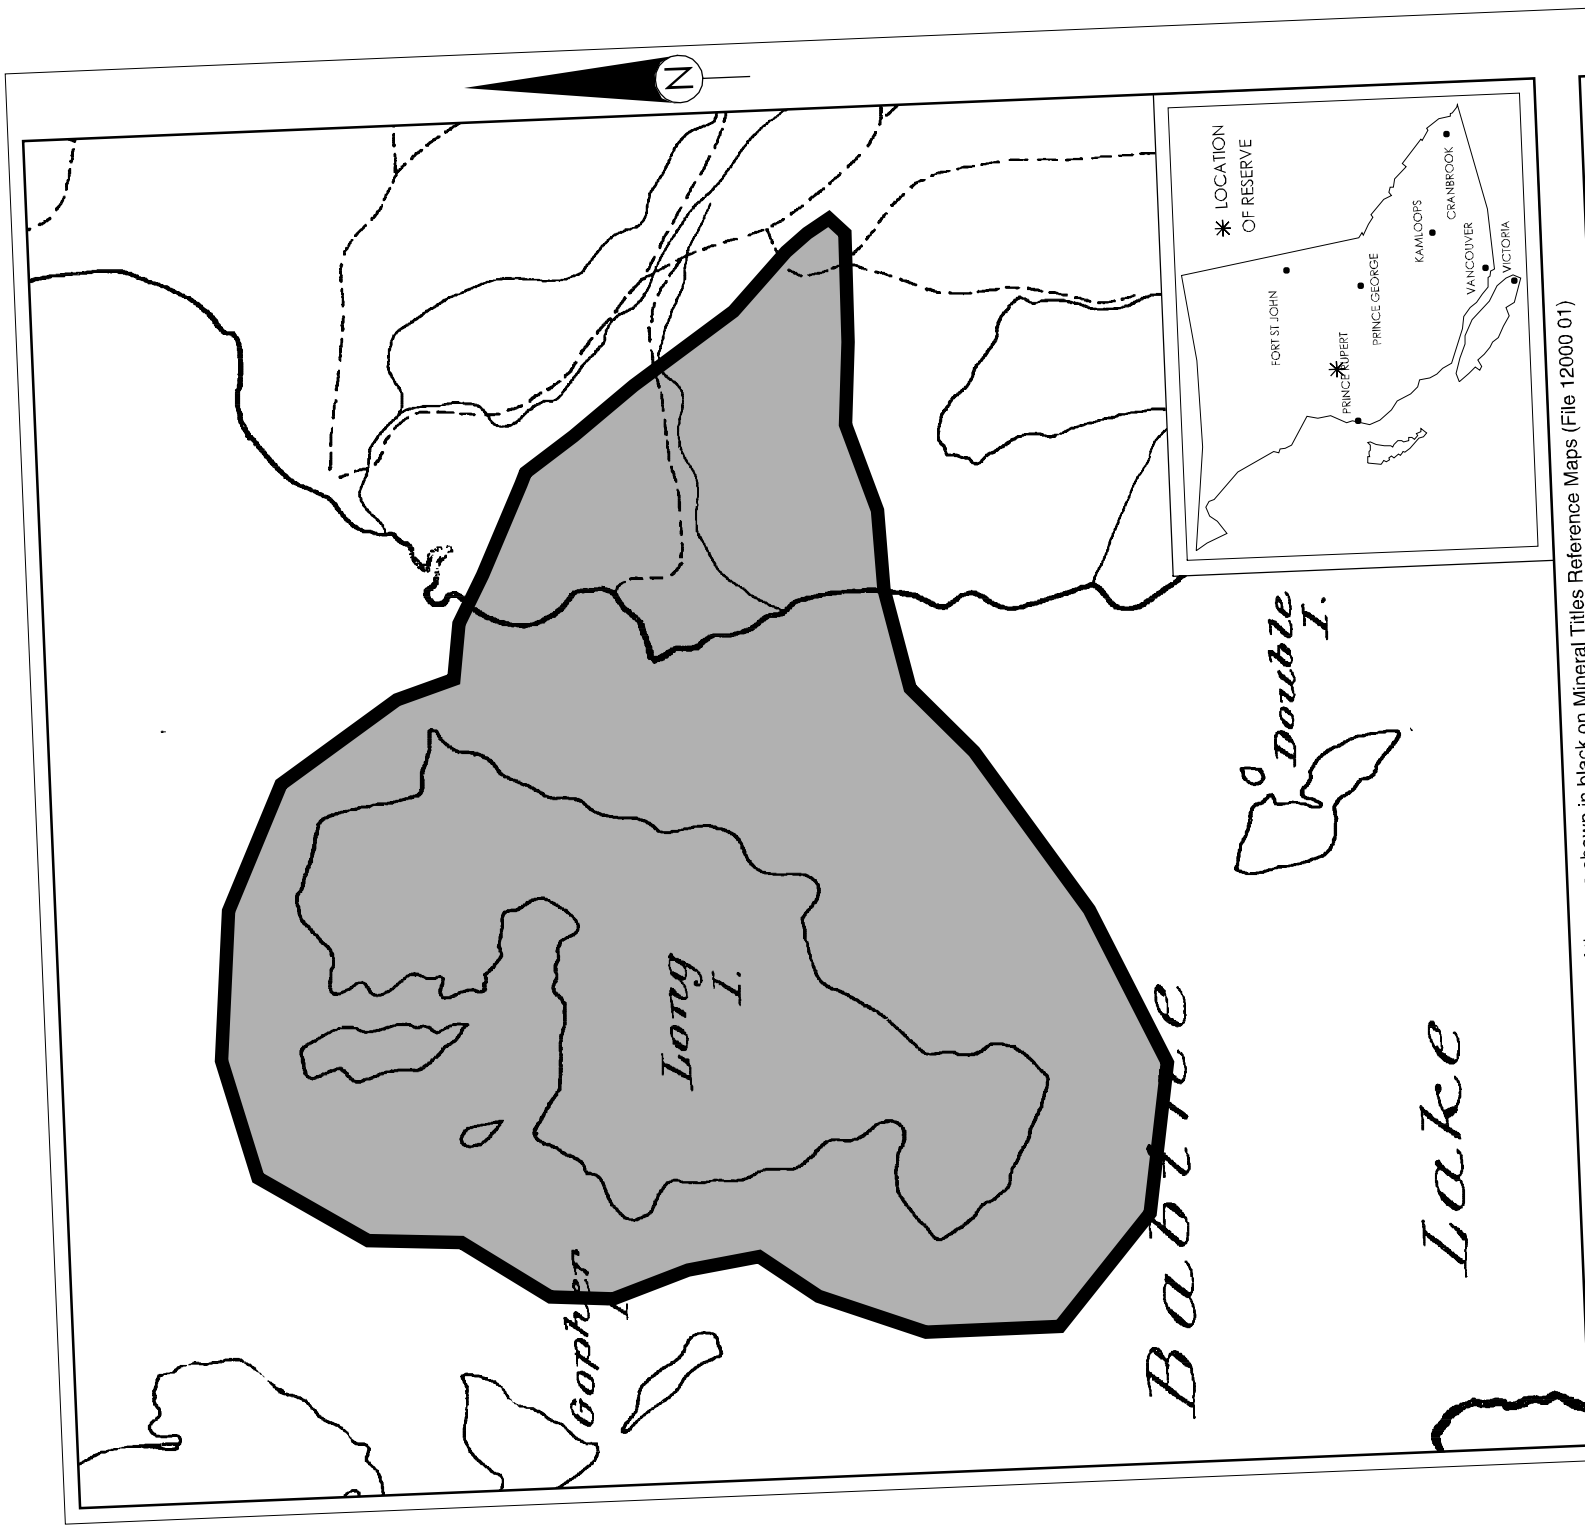 N
✳ LOCATION
OF RESERVE
FORT ST JOHN
PRINCE RUPERT
PRINCE GEORGE
KAMLOOPS
CRANBROOK
VANCOUVER
VICTORIA
Gopher
Long
I.
Babine
Lake
Double
I.
shown in black on Mineral Titles Reference Maps (File 12000 01)